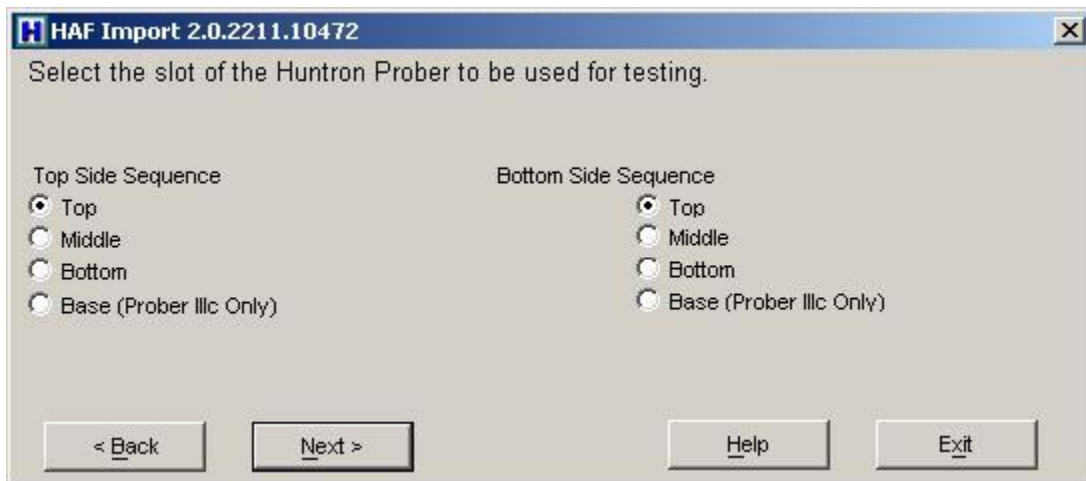 HAF Import 2.0.2211.10472
Select the slot of the Huntron Prober to be used for testing.
Top Side Sequence
Top
Middle
Bottom
Base (Prober IIIc Only)
Bottom Side Sequence
Top
Middle
Bottom
Base (Prober IIIc Only)
< Back
Next >
Help
Exit